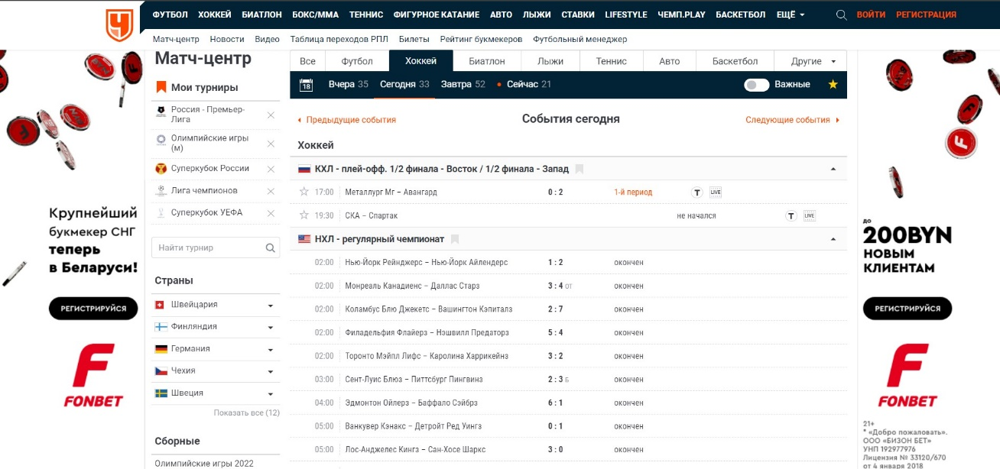 ФУТБОЛ ХОККЕЙ БИАТЛОН БОКС/ММА ТЕННИС ФИГУРНОЕ КАТАНИЕ АВТО ЛЫЖИ СТАВКИ LIFESTYLE ЧЕМП.PLAY БАСКЕТБОЛ ЕЩЁ ВОЙТИ РЕГИСТРАЦИЯ
Ч
Матч-центр Новости Видео Таблица переходов РПЛ Билеты Рейтинг букмекеров Футбольный менеджер
Матч-центр
Мои турниры
Россия - Премьер-
Лига
Олимпийские игры
(м)
Суперкубок России
Лига чемпионов
Суперкубок УЕФА
Найти турнир
Страны
Швейцария
Финляндия
Германия
Чехия
Швеция
Показать все (12)
Сборные
Олимпийские игры 2022
Все Футбол Хоккей Биатлон Лыжи Теннис Авто Баскетбол Другие
18 Вчера 35 Сегодня 33 Завтра 52 Сейчас 21 Важные
Предыдущие события События сегодня Следующие события
Хоккей
КХЛ - плей-офф. 1/2 финала - Восток / 1/2 финала - Запад
17:00 Металлург Мг – Авангард 0 : 2 1-й период T LIVE
19:30 СКА – Спартак не начался T LIVE
НХЛ - регулярный чемпионат
02:00 Нью-Йорк Рейнджерс – Нью-Йорк Айлендерс 1 : 2 окончен
02:00 Монреаль Канадиенс – Даллас Старз 3 : 4 ОТ окончен
02:00 Коламбус Блю Джекетс – Вашингтон Кэпиталз 2 : 7 окончен
02:00 Филадельфия Флайерз – Нэшвилл Предаторз 5 : 4 окончен
02:00 Торонто Мэйпл Лифс – Каролина Харрикейнз 3 : 2 окончен
03:00 Сент-Луис Блюз – Питтсбург Пингвинз 2 : 3 Б окончен
04:00 Эдмонтон Ойлерз – Баффало Сэйбрз 6 : 1 окончен
05:00 Ванкувер Кэнакс – Детройт Ред Уингз 0 : 1 окончен
05:00 Лос-Анджелес Кингз – Сан-Хосе Шаркс 3 : 0 окончен
Крупнейший
букмекер СНГ
теперь
в Беларуси!
РЕГИСТРИРУЙСЯ
F
FONBET
до
200BYN
НОВЫМ
КЛИЕНТАМ
РЕГИСТРИРУЙСЯ
F
FONBET
21+
* «Добро пожаловать».
ООО «БИЗОН БЕТ»
УНП 192977976
Лицензия № 33120/670
от 4 января 2018